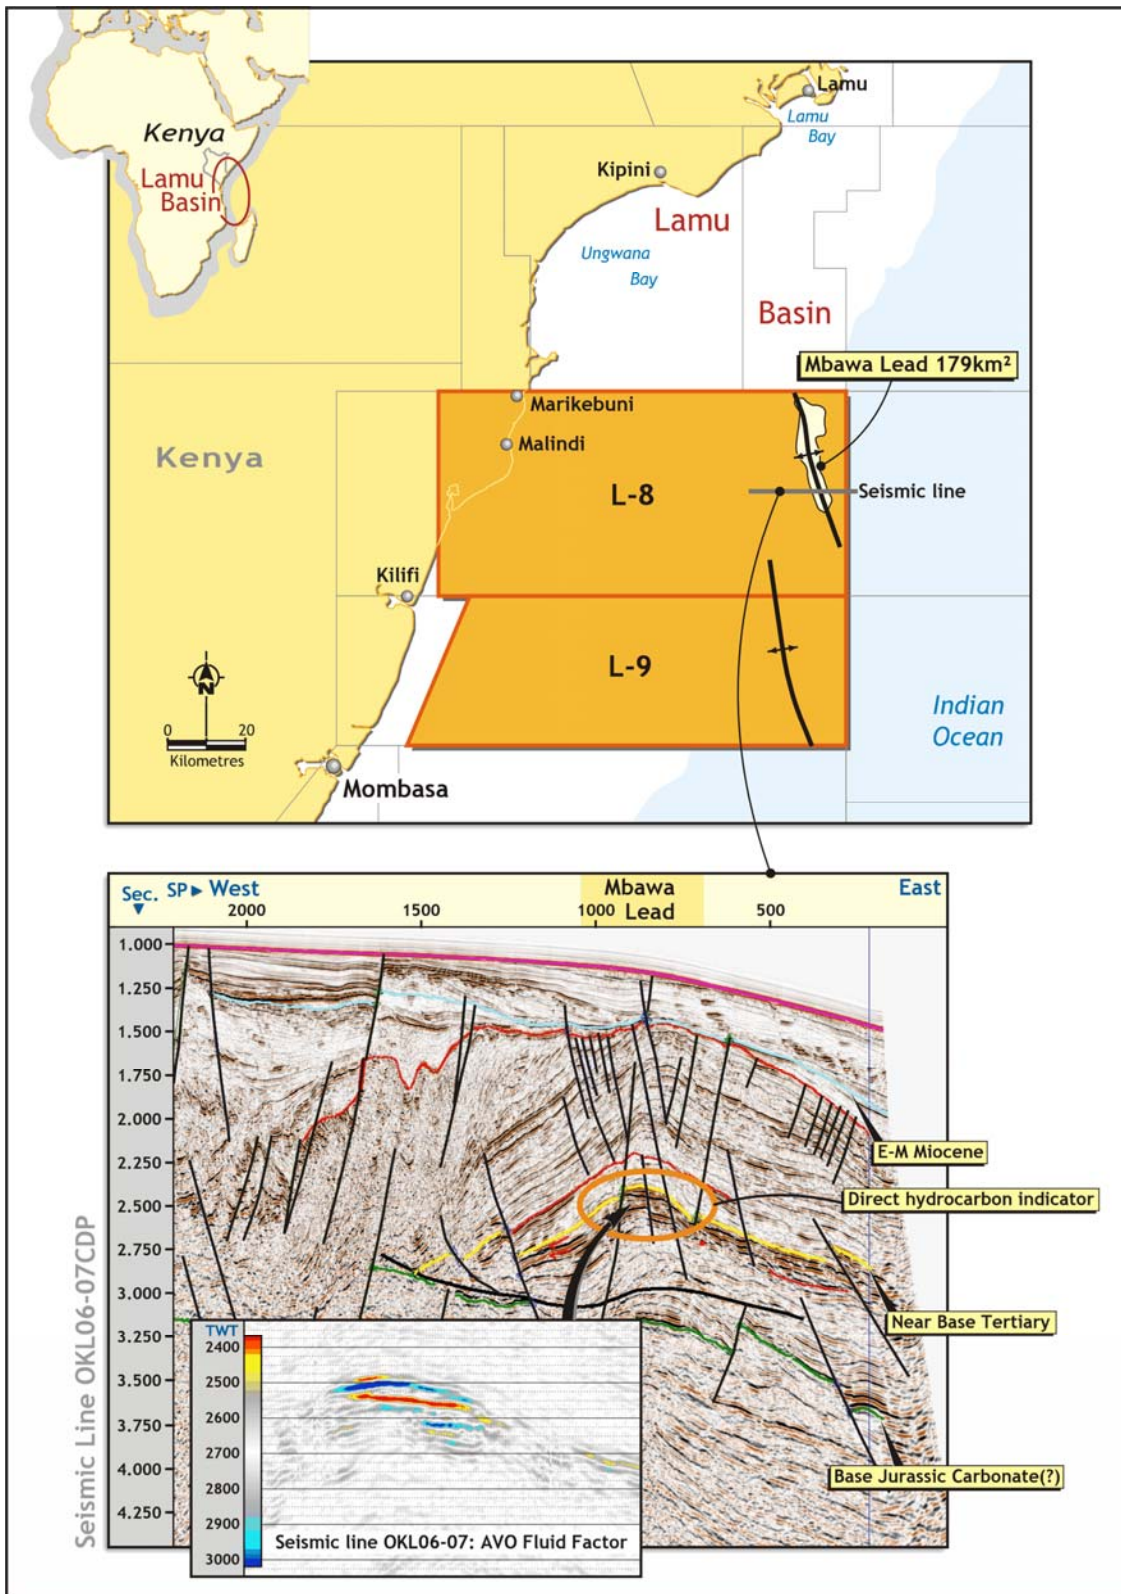 Kenya
Lamu
Basin
Lamu
Lamu
Bay
Kipini
Lamu
Ungwana
Bay
Basin
Mbawa Lead 179km²
Marikebuni
Malindi
Kenya
L-8
Seismic line
Kilifi
L-9
N
0 20
Kilometres
Indian
Ocean
Mombasa
Sec. SP ► West
Mbawa
Lead
East
2000 1500 1000 500
1.000
1.250
1.500
1.750
2.000
2.250
2.500
2.750
3.000
3.250
3.500
3.750
4.000
4.250
E-M Miocene
Direct hydrocarbon indicator
Near Base Tertiary
Base Jurassic Carbonate(?)
Seismic Line OKL06-07CDP
TWT
2400
2500
2600
2700
2800
2900
3000
Seismic line OKL06-07: AVO Fluid Factor